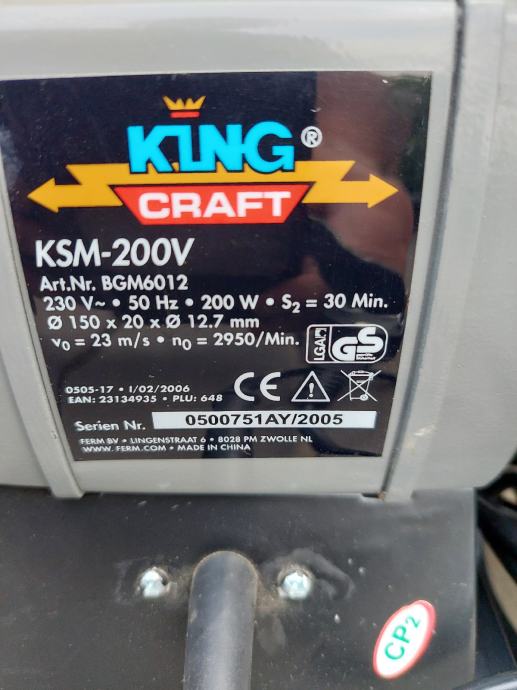 KING ®
CRAFT
KSM-200V
Art.Nr. BGM6012
230 V~ • 50 Hz • 200 W • S2 = 30 Min.
Ø 150 x 20 x Ø 12.7 mm
v0 = 23 m/s • n0 = 2950/Min.
LGA
GS
0505-17 • I/02/2006
EAN: 23134935 • PLU: 648
CE
Serien Nr. 0500751AY/2005
FERM BV • LINGENSTRAAT 6 • 8028 PM ZWOLLE NL
WWW.FERM.COM • MADE IN CHINA
CP2